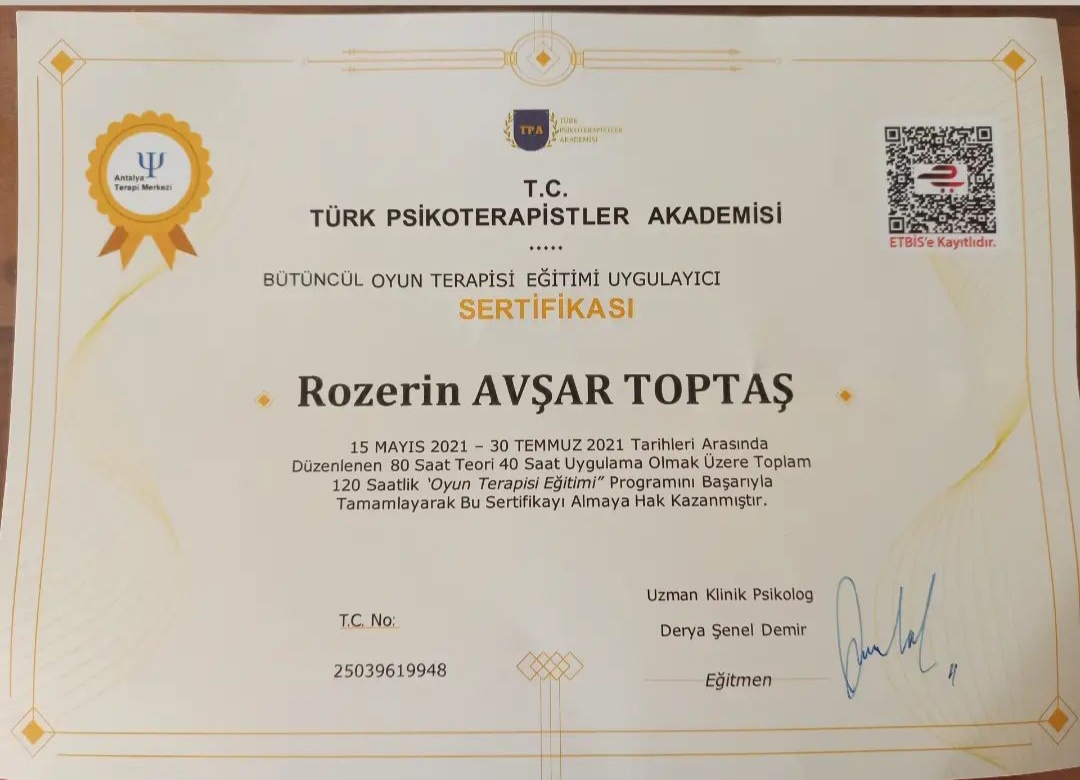 TPA
TÜRK
PSİKOTERAPİSTLER
AKADEMİSİ
Antalya
Terapi Merkezi
T.C.
TÜRK PSİKOTERAPİSTLER AKADEMİSİ
.....
ETBİS'e Kayıtlıdır.
BÜTÜNCÜL OYUN TERAPİSİ EĞİTİMİ UYGULAYICI
SERTİFİKASI
Rozerin AVŞAR TOPTAŞ
15 MAYIS 2021 – 30 TEMMUZ 2021 Tarihleri Arasında
Düzenlenen 80 Saat Teori 40 Saat Uygulama Olmak Üzere Toplam
120 Saatlik ‘Oyun Terapisi Eğitimi” Programını Başarıyla
Tamamlayarak Bu Sertifikayı Almaya Hak Kazanmıştır.
T.C. No:
25039619948
Uzman Klinik Psikolog
Derya Şenel Demir
Eğitmen